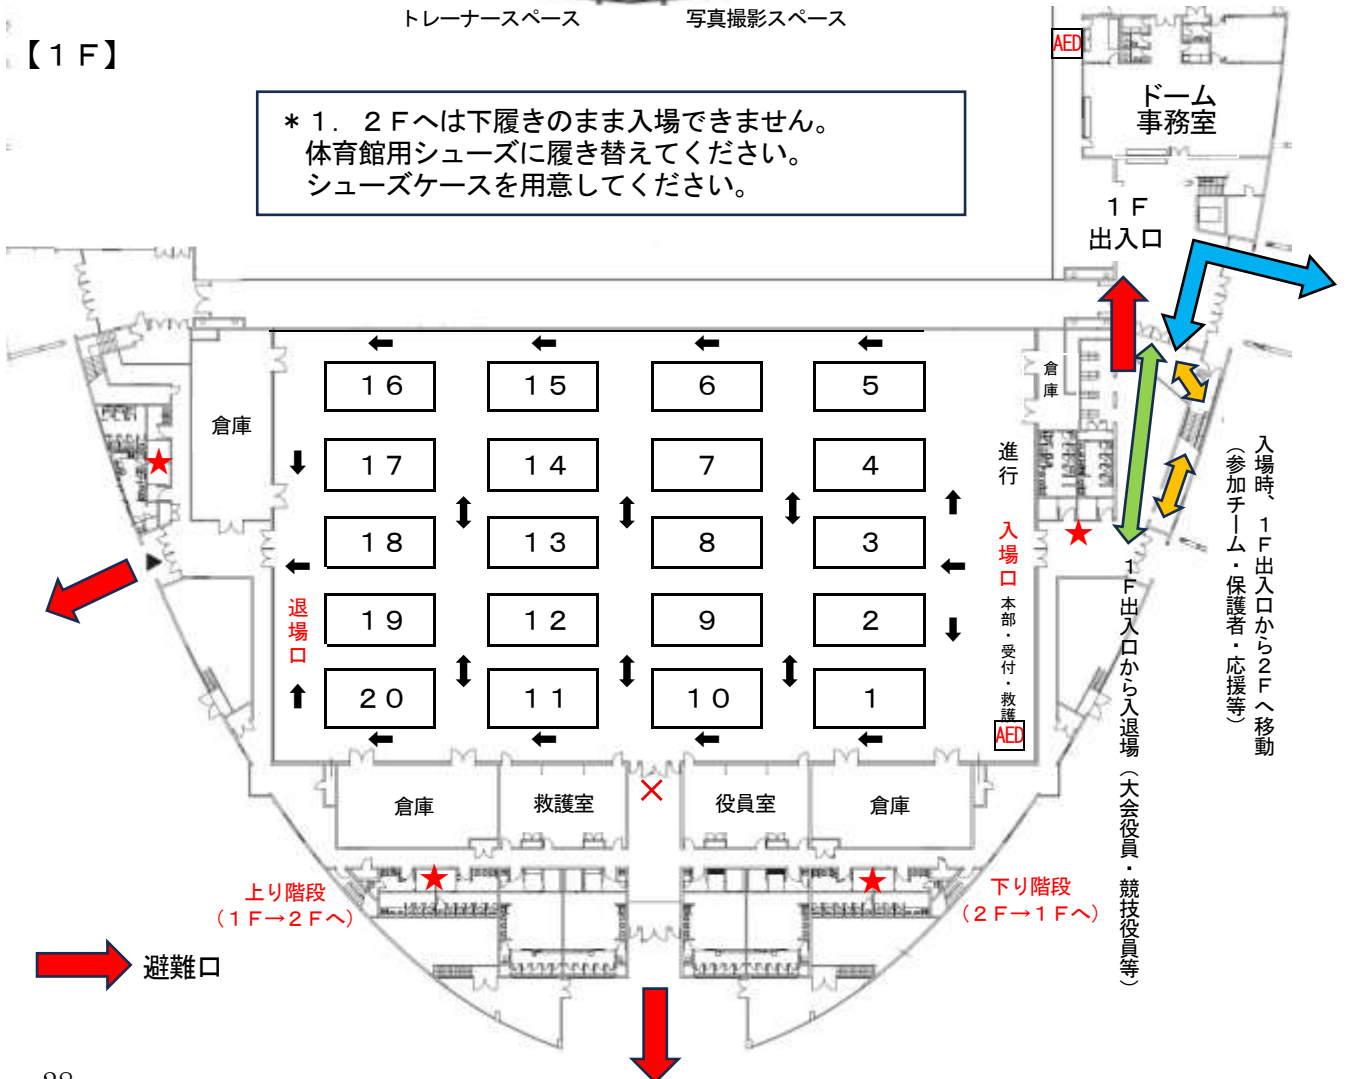 トレーナースペース
写真撮影スペース
【１Ｆ】
AED
ドーム
事務室
＊１．２Ｆへは下履きのまま入場できません。
体育館用シューズに履き替えてください。
シューズケースを用意してください。
１Ｆ
出入口
１６
１５
６
５
倉庫
倉庫
１７
１４
７
４
進行
１８
１３
８
３
入場口
退場口
１９
１２
９
２
本部・受付・救護
２０
１１
１０
１
AED
入場時、１Ｆ出入口から２Ｆへ移動
（参加チーム・保護者・応援等）
１Ｆ出入口から入退場（大会役員・競技役員等）
倉庫
救護室
役員室
倉庫
上り階段
（１Ｆ→２Ｆへ）
下り階段
（２Ｆ→１Ｆへ）
避難口